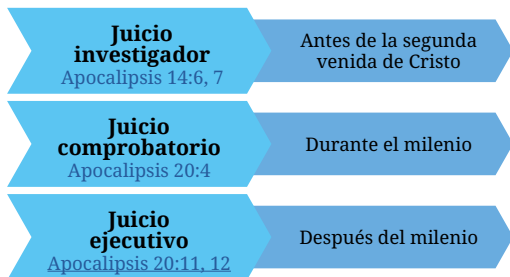 Juicio
investigador
Apocalipsis 14:6, 7
Antes de la segunda
venida de Cristo
Juicio
comprobatorio
Apocalipsis 20:4
Durante el milenio
Juicio
ejecutivo
Apocalipsis 20:11, 12
Después del milenio